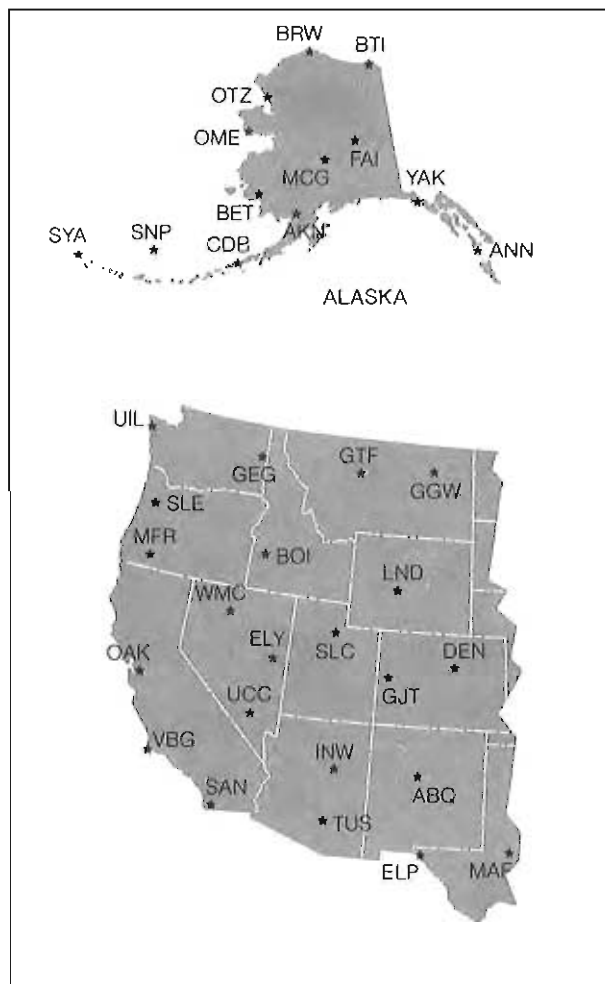 BRW
BTI
OTZ
OME
FAI
MCG
YAK
BET
AKN
SYA
SNP
CDB
ANN
ALASKA
UIL
GEG
GTF
GGW
SLE
MFR
BOI
LND
WMC
ELY
SLC
DEN
OAK
GJT
UCC
VBG
INW
SAN
ABQ
TUS
ELP
MAF